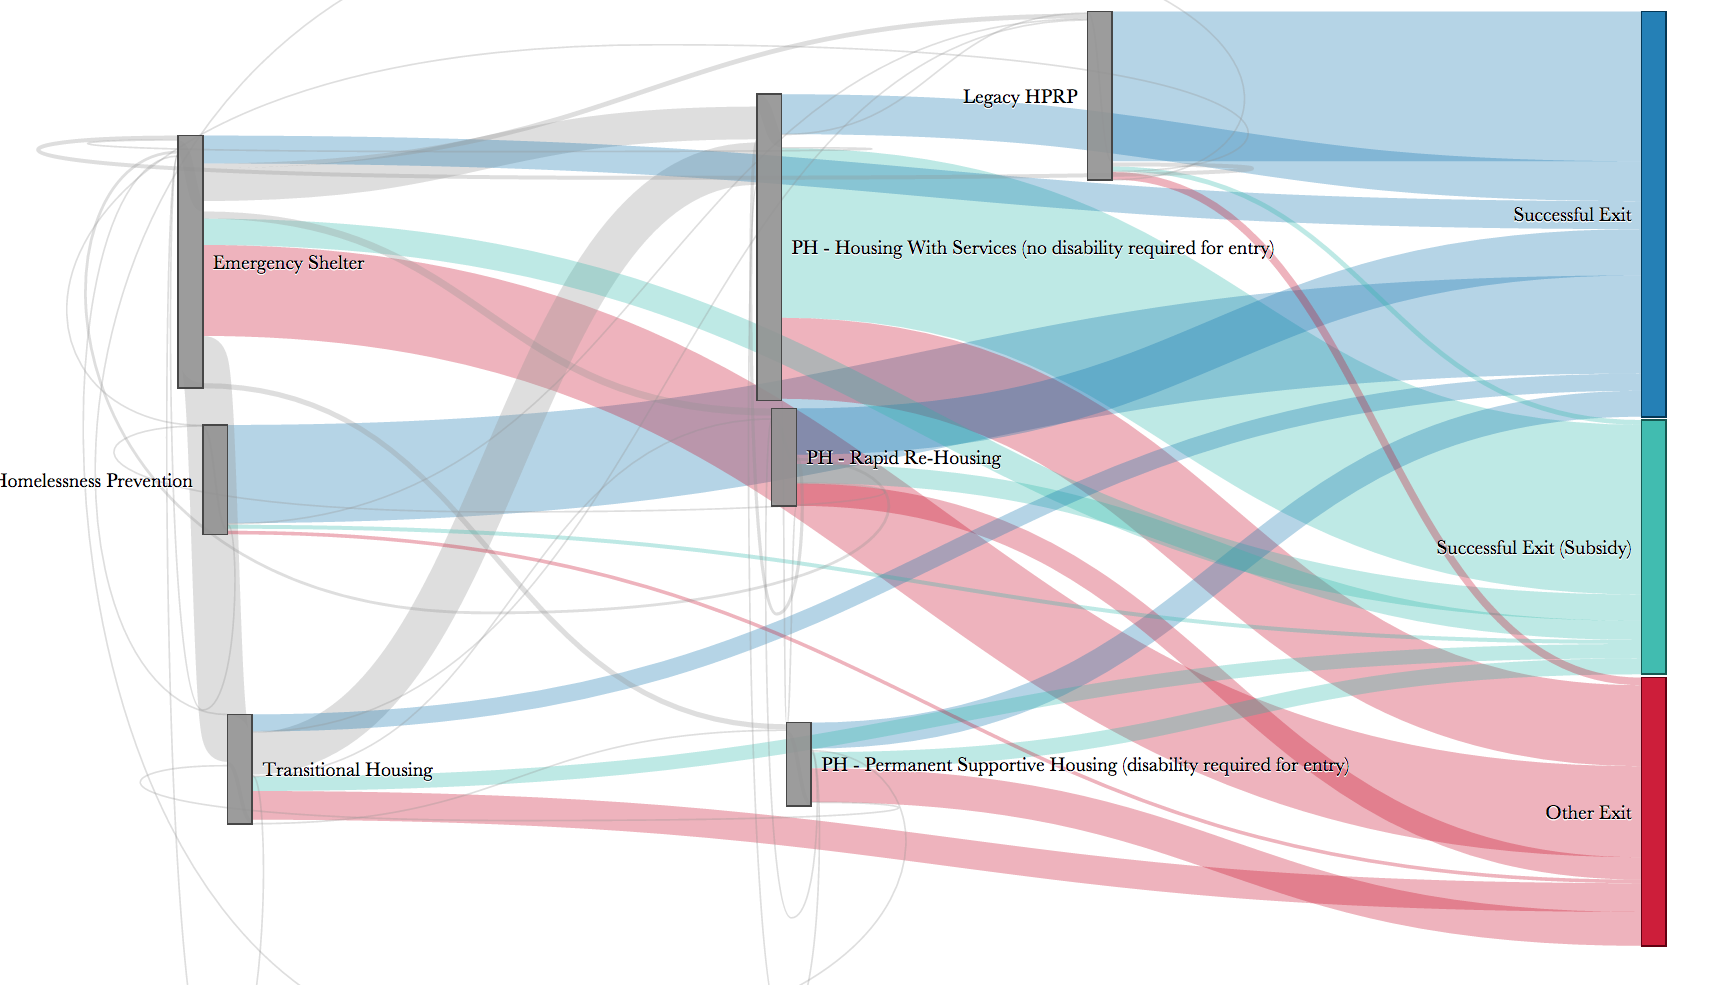 Legacy HPRP
Successful Exit
PH - Housing With Services (no disability required for entry)
Emergency Shelter
PH - Rapid Re-Housing
Homelessness Prevention
Successful Exit (Subsidy)
PH - Permanent Supportive Housing (disability required for entry)
Transitional Housing
Other Exit